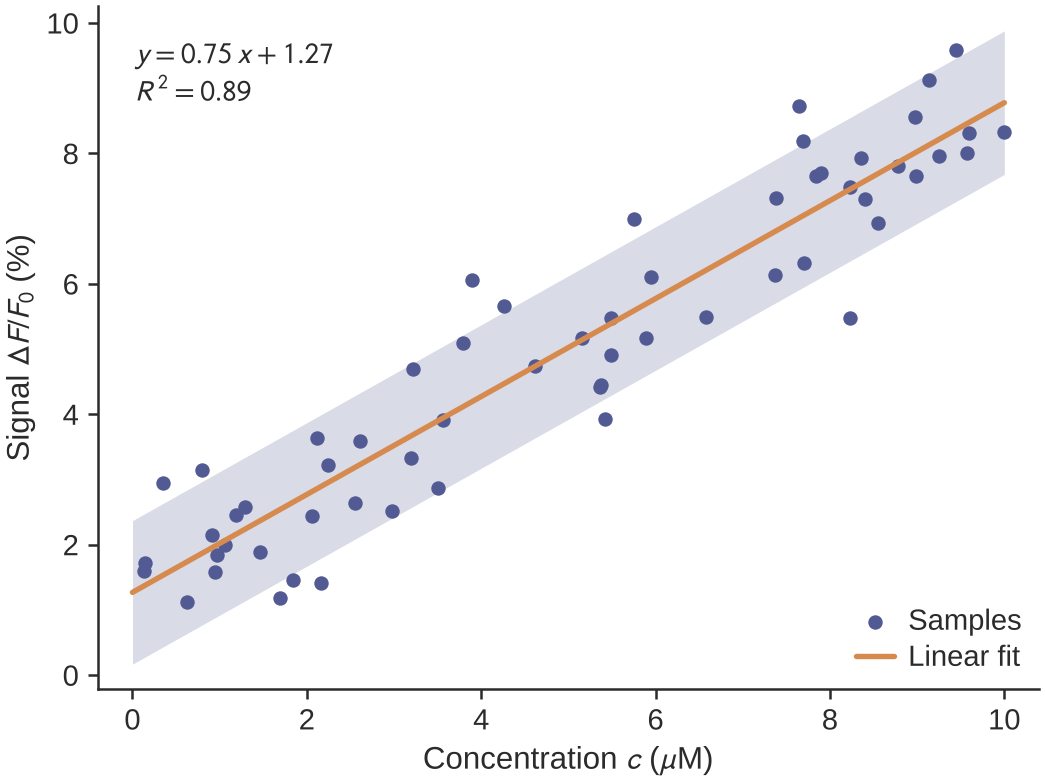 y = 0.75 x + 1.27
R² = 0.89
10
8
6
4
2
0
Signal ΔF/F₀ (%)
Samples
Linear fit
0 2 4 6 8 10
Concentration c (μM)